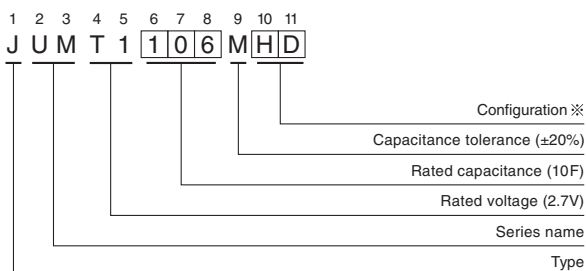 1 2 3 4 5 6 7 8 9 10 11
J U M T 1 1 0 6 M H D
Configuration ※
Capacitance tolerance (±20%)
Rated capacitance (10F)
Rated voltage (2.7V)
Series name
Type